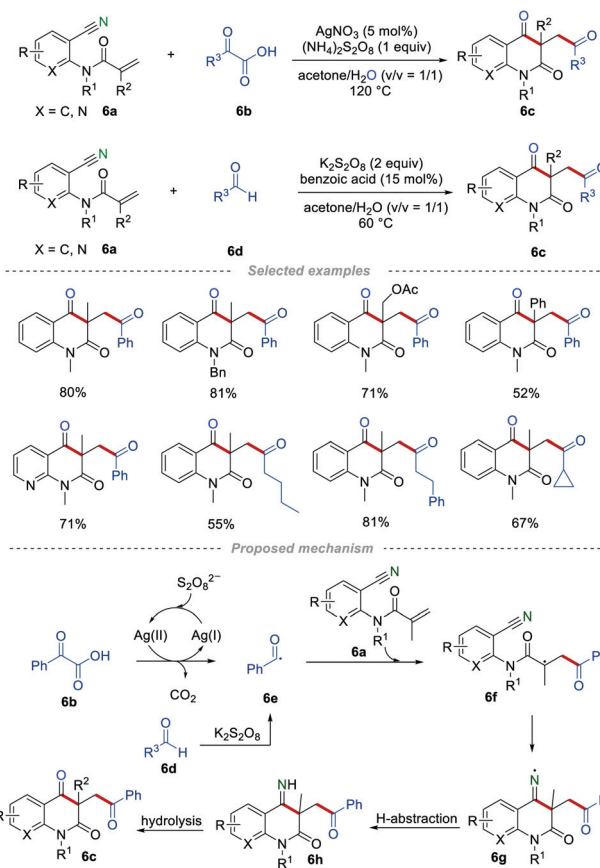 N
R
N
O
X
R¹
R²
X = C, N 6a
+
O
OH
R³
O
6b
AgNO₃ (5 mol%)
(NH₄)₂S₂O₈ (1 equiv)
acetone/H₂O (v/v = 1/1)
120 °C
O
R²
R
X
N
O
O
R³
R¹
6c
N
R
N
O
X
R¹
R²
X = C, N 6a
+
O
R³
H
6d
K₂S₂O₈ (2 equiv)
benzoic acid (15 mol%)
acetone/H₂O (v/v = 1/1)
60 °C
O
R²
R
X
N
O
O
R³
R¹
6c
Selected examples
O
O
N
O
Ph
80%
O
O
N
O
Ph
Bn
81%
OAc
O
O
N
O
Ph
71%
O
Ph
O
N
O
Ph
52%
O
O
N
N
O
Ph
71%
O
O
N
O
55%
O
O
N
O
81%
O
O
N
O
67%
Proposed mechanism
S₂O₈²⁻
Ag(II) Ag(I)
CO₂
O
Ph
OH
O
6b
O
R³
H
6d
K₂S₂O₈
O
Ph
6e
N
R
X
N
O
R¹
6a
N
R
X
N
O
R¹
O
6f
N
R
X
N
O
R¹
O
6g
H-abstraction
NH
Ph
R
X
N
O
O
R¹
6h
hydrolysis
O
R²
Ph
R
X
N
O
O
R¹
6c